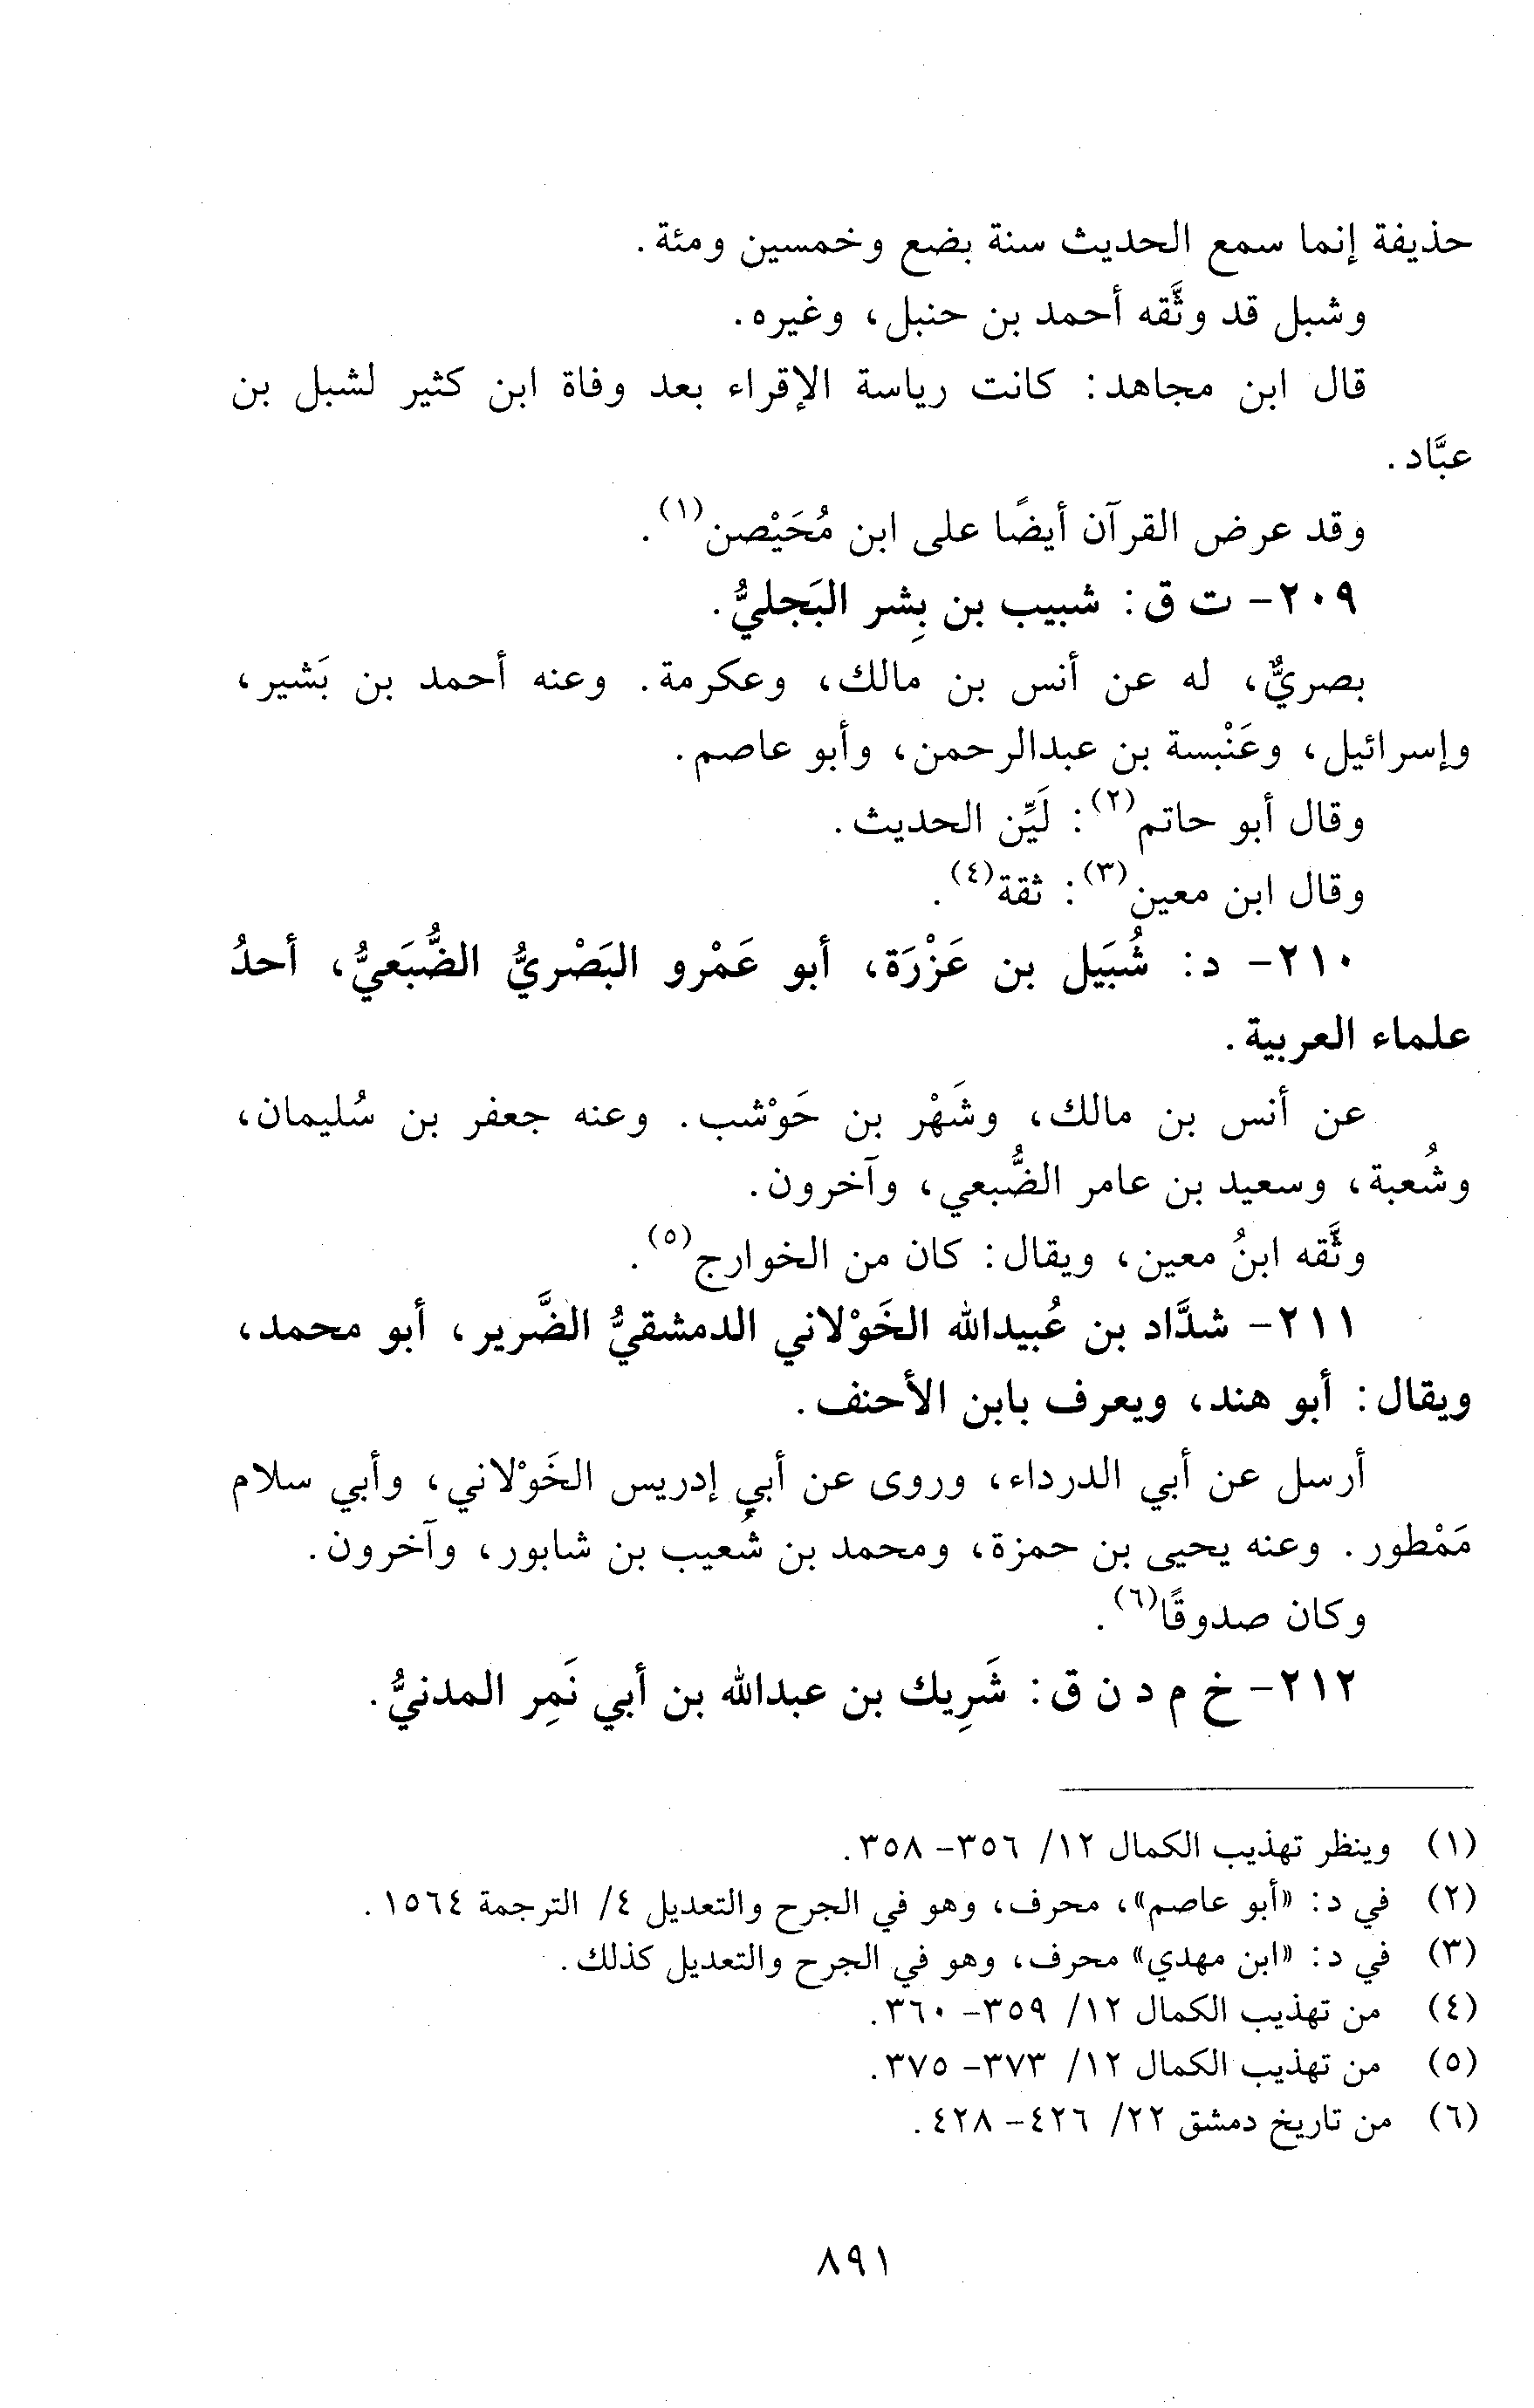 حذيفة إنما سمع الحديث سنة بضع وخمسين ومئة.
وشبل قد وثَّقه أحمد بن حنبل، وغيره.
قال ابن مجاهد: كانت رياسة الإقراء بعد وفاة ابن كثير لشبل بن
عبَّاد.
وقد عرض القرآن أيضًا على ابن مُحَيْصن(١).
٢٠٩- ت ق: شبيب بن بِشر البَجليُّ.
بصريٌّ، له عن أنس بن مالك، وعكرمة. وعنه أحمد بن بَشير،
وإسرائيل، وعَنْبسة بن عبدالرحمن، وأبو عاصم.
وقال أبو حاتم(٢): لَيِّن الحديث.
وقال ابن معين(٣): ثقة(٤).
٢١٠- د: شُبَيَل بن عَزْرَة، أبو عَمْرو البَصْريُّ الضُّبَعيُّ، أحدُ
علماء العربية.
عن أنس بن مالك، وشَهْر بن حَوْشب. وعنه جعفر بن سُليمان،
وشُعبة، وسعيد بن عامر الضُّبعي، وآخرون.
وثَّقه ابنُ معين، ويقال: كان من الخوارج(٥).
٢١١- شدَّاد بن عُبيدالله الخَوْلاني الدمشقيُّ الضَّرير، أبو محمد،
ويقال: أبو هند، ويعرف بابن الأحنف.
أرسل عن أبي الدرداء، وروى عن أبي إدريس الخَوْلاني، وأبي سلام
مَمْطور. وعنه يحيى بن حمزة، ومحمد بن شُعيب بن شابور، وآخرون.
وكان صدوقًا(٦).
٢١٢- خ م د ن ق: شَرِيك بن عبدالله بن أبي نَمِر المدنيُّ.
(١) وينظر تهذيب الكمال ١٢/ ٣٥٦- ٣٥٨.
(٢) في د: «أبو عاصم»، محرف، وهو في الجرح والتعديل ٤/ الترجمة ١٥٦٤.
(٣) في د: «ابن مهدي» محرف، وهو في الجرح والتعديل كذلك.
(٤) من تهذيب الكمال ١٢/ ٣٥٩- ٣٦٠.
(٥) من تهذيب الكمال ١٢/ ٣٧٣- ٣٧٥.
(٦) من تاريخ دمشق ٢٢/ ٤٢٦- ٤٢٨.
٨٩١